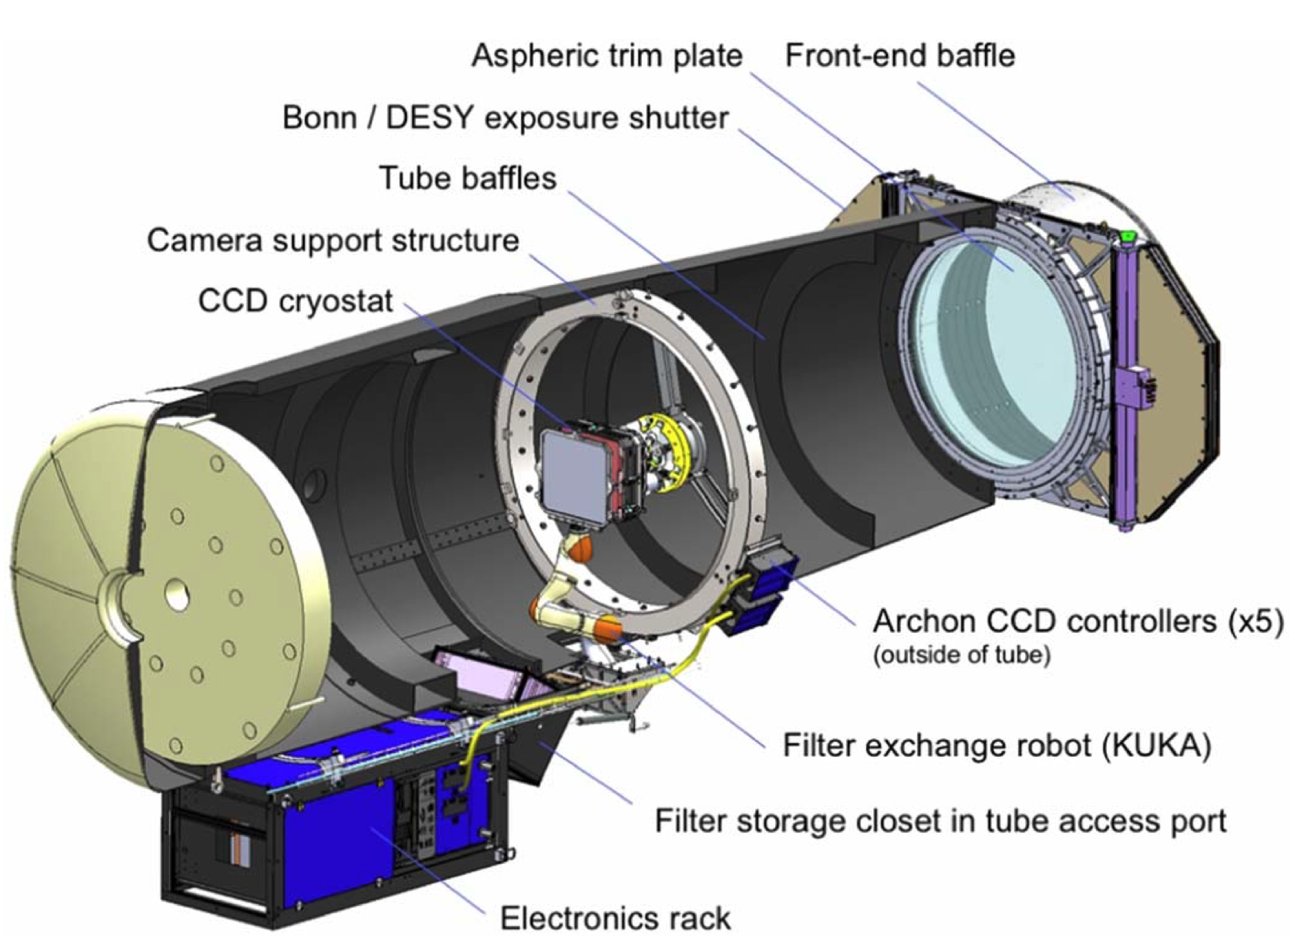 Aspheric trim plate
Front-end baffle
Bonn / DESY exposure shutter
Tube baffles
Camera support structure
CCD cryostat
Archon CCD controllers (x5)
(outside of tube)
Filter exchange robot (KUKA)
Filter storage closet in tube access port
Electronics rack